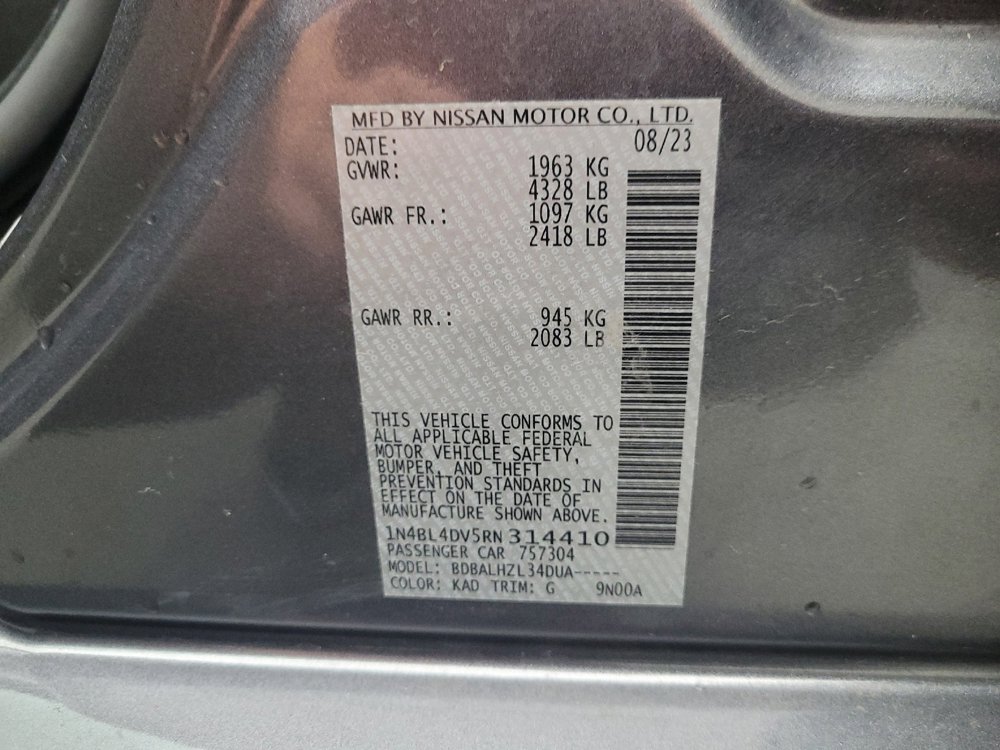 MFD BY NISSAN MOTOR CO., LTD.
DATE: 08/23
GVWR: 1963 KG
4328 LB
GAWR FR.: 1097 KG
2418 LB
GAWR RR.: 945 KG
2083 LB
THIS VEHICLE CONFORMS TO
ALL APPLICABLE FEDERAL
MOTOR VEHICLE SAFETY,
BUMPER, AND THEFT
PREVENTION STANDARDS IN
EFFECT ON THE DATE OF
MANUFACTURE SHOWN ABOVE.
1N4BL4DV5RN314410
PASSENGER CAR 757304
MODEL: BDBALHZL34DUA-----
COLOR: KAD TRIM: G 9N00A